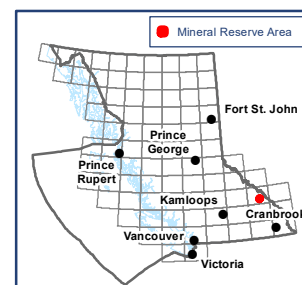 Mineral Reserve Area
Fort St. John
Prince
George
Prince
Rupert
Kamloops
Cranbrook
Vancouver
Victoria